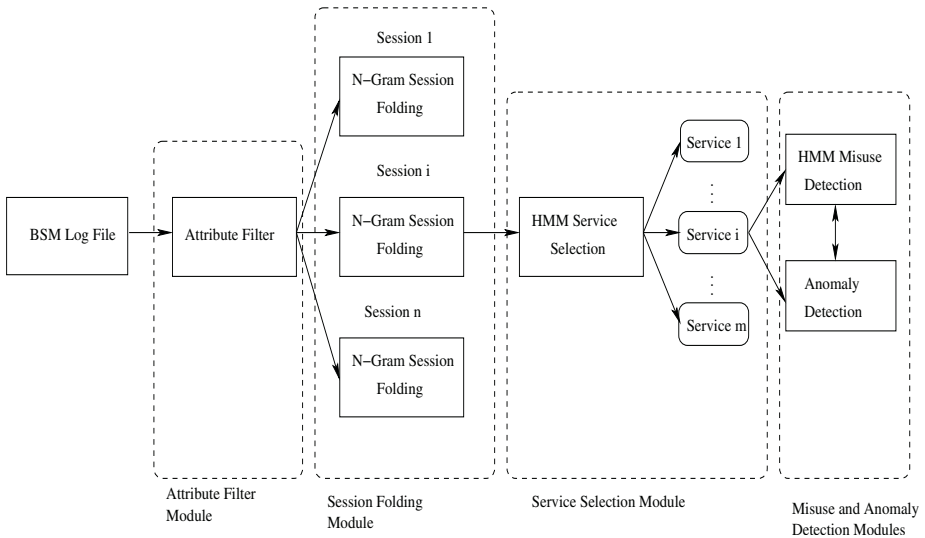 BSM Log File
Attribute Filter
Attribute Filter
Module
Session 1
N−Gram Session
Folding
Session i
N−Gram Session
Folding
Session n
N−Gram Session
Folding
Session Folding
Module
HMM Service
Selection
Service 1
Service i
Service m
Service Selection Module
HMM Misuse
Detection
Anomaly
Detection
Misuse and Anomaly
Detection Modules